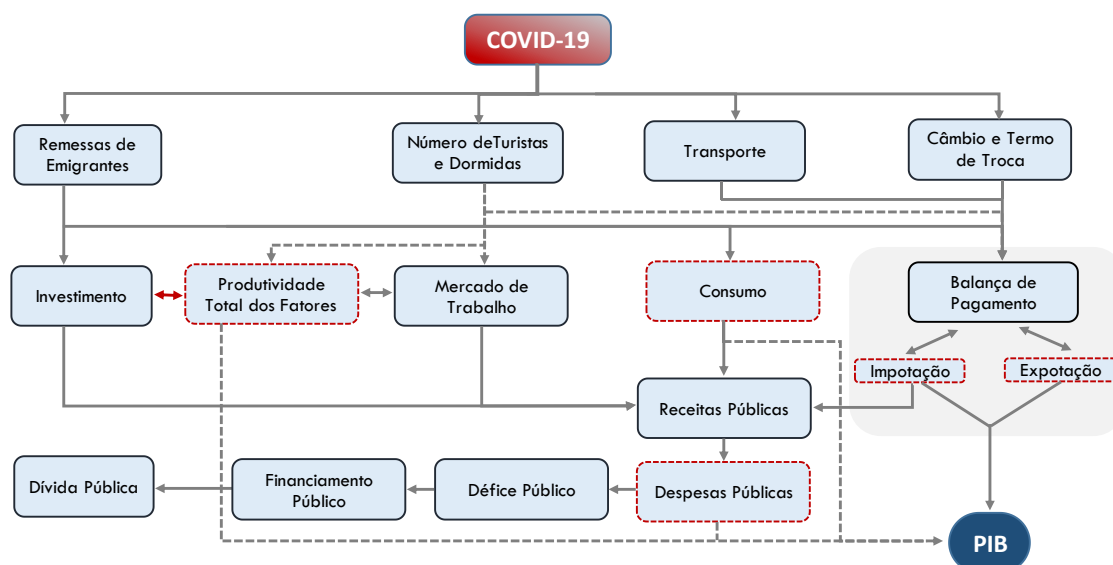 COVID-19
Remessas de
Emigrantes
Número deTuristas
e Dormidas
Transporte
Câmbio e Termo
de Troca
Investimento
Produtividade
Total dos Fatores
Mercado de
Trabalho
Consumo
Balança de
Pagamento
Impotação
Expotação
Receitas Públicas
Dívida Pública
Financiamento
Público
Défice Público
Despesas Públicas
PIB